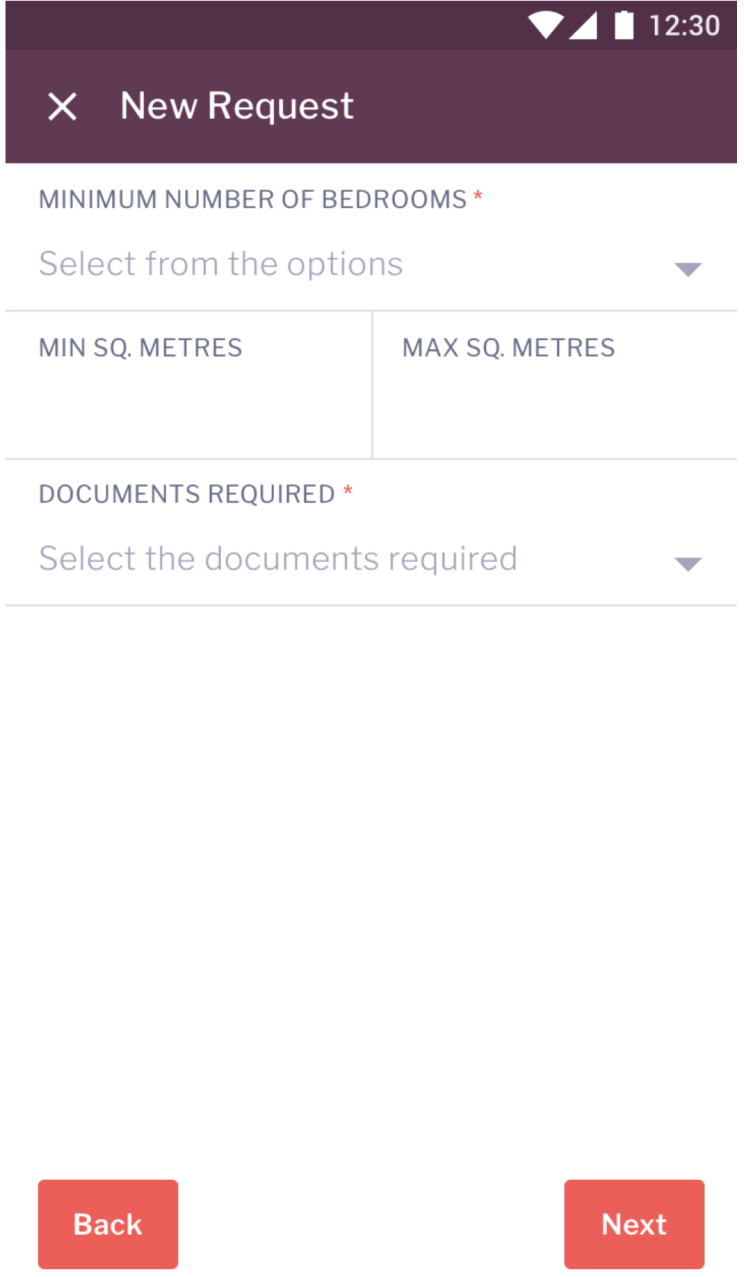 12:30
New Request
MINIMUM NUMBER OF BEDROOMS *
Select from the options
MIN SQ. METRES
MAX SQ. METRES
DOCUMENTS REQUIRED *
Select the documents required
Back
Next